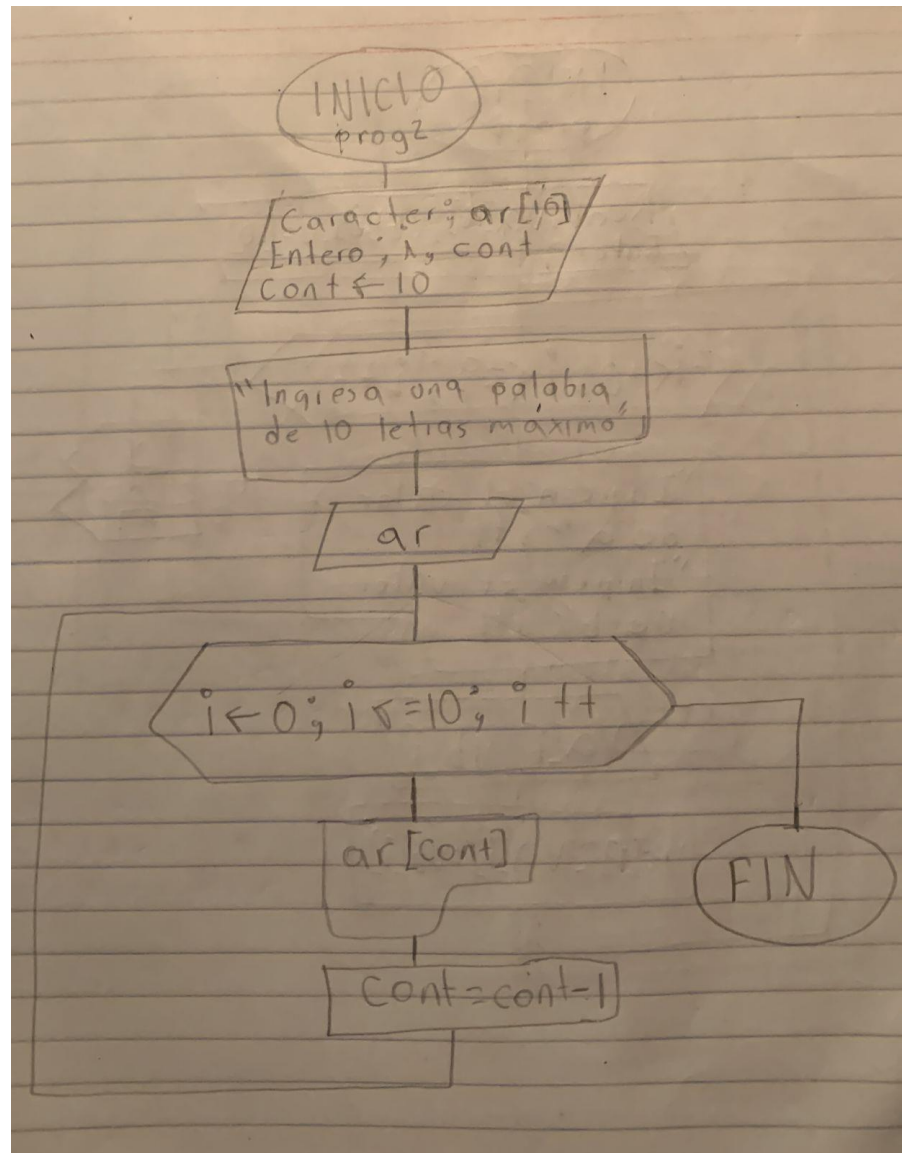 INICIO
prog2
Caracter; ar[10]
Entero; i, cont
Cont ← 10
"Ingresa una palabra
de 10 letras máximo"
ar
i ← 0; i <= 10; i ++
ar[cont]
Cont = cont-1
FIN